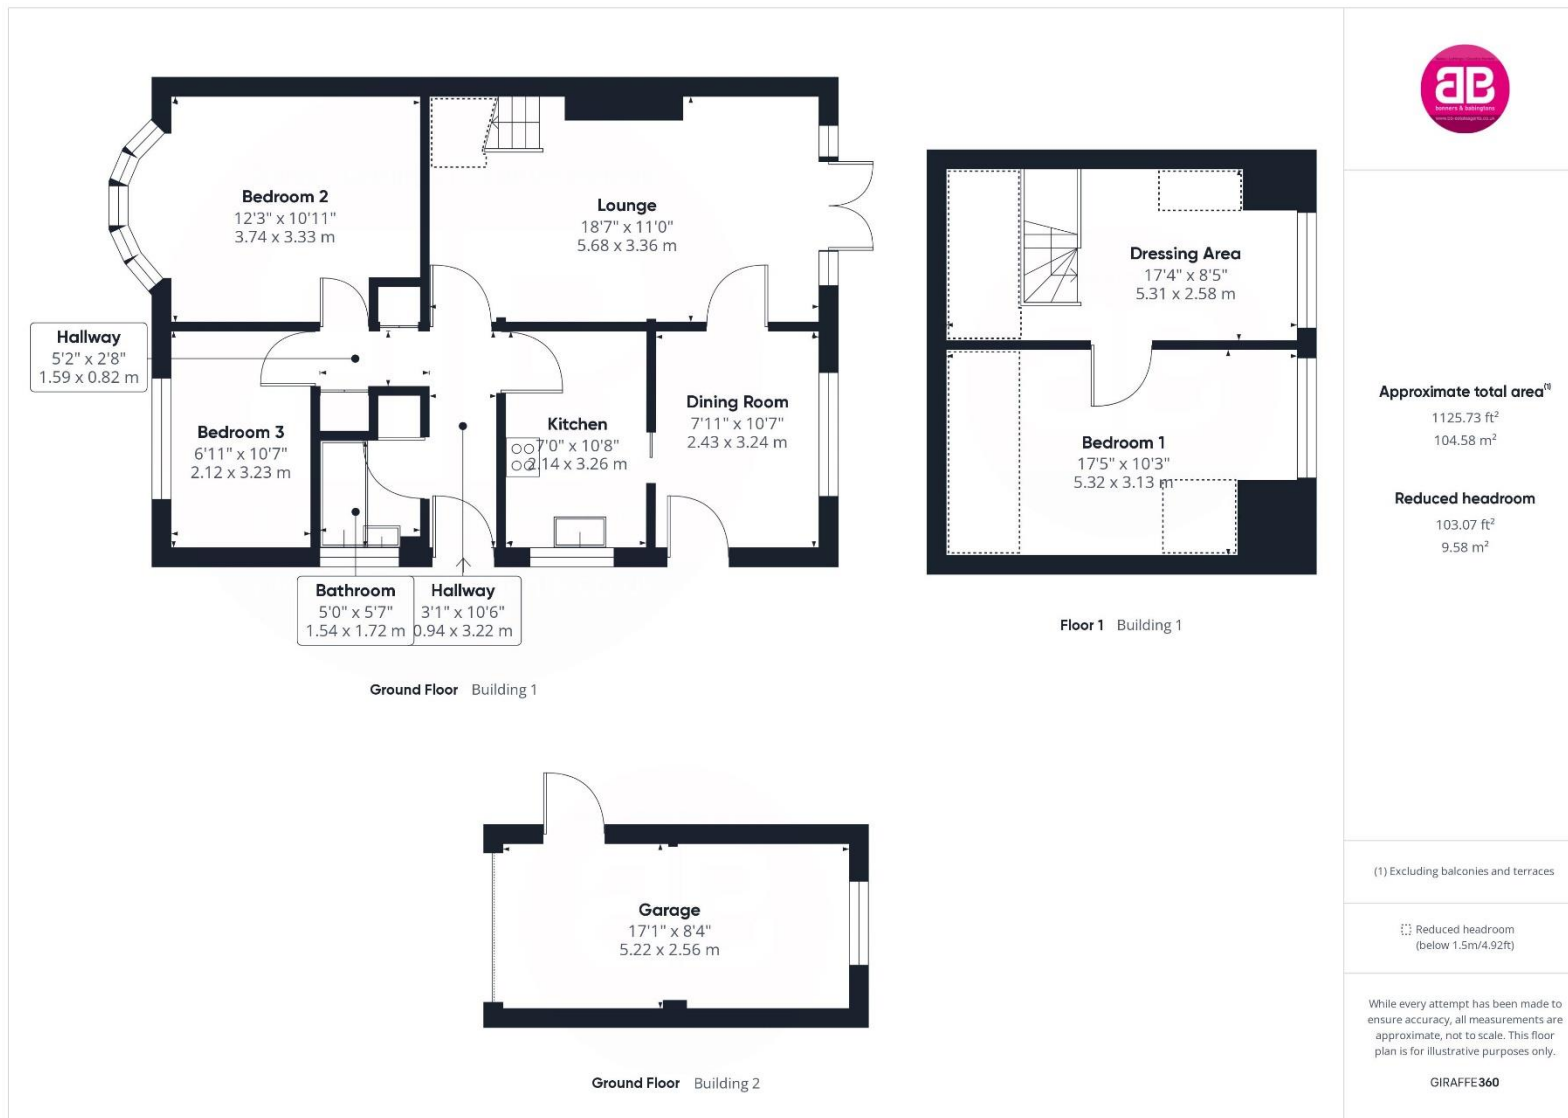 Bedroom 2
12'3" x 10'11"
3.74 x 3.33 m
Lounge
18'7" x 11'0"
5.68 x 3.36 m
Hallway
5'2" x 2'8"
1.59 x 0.82 m
Bedroom 3
6'11" x 10'7"
2.12 x 3.23 m
Kitchen
7'0" x 10'8"
2.14 x 3.26 m
Dining Room
7'11" x 10'7"
2.43 x 3.24 m
Bathroom
5'0" x 5'7"
1.54 x 1.72 m
Hallway
3'1" x 10'6"
0.94 x 3.22 m
Ground Floor Building 1
Dressing Area
17'4" x 8'5"
5.31 x 2.58 m
Bedroom 1
17'5" x 10'3"
5.32 x 3.13 m
Floor 1 Building 1
Garage
17'1" x 8'4"
5.22 x 2.56 m
Ground Floor Building 2
BB
bonners & babingtons
Approximate total area(1)
1125.73 ft²
104.58 m²
Reduced headroom
103.07 ft²
9.58 m²
(1) Excluding balconies and terraces
Reduced headroom
(below 1.5m/4.92ft)
While every attempt has been made to
ensure accuracy, all measurements are
approximate, not to scale. This floor
plan is for illustrative purposes only.
GIRAFFE360